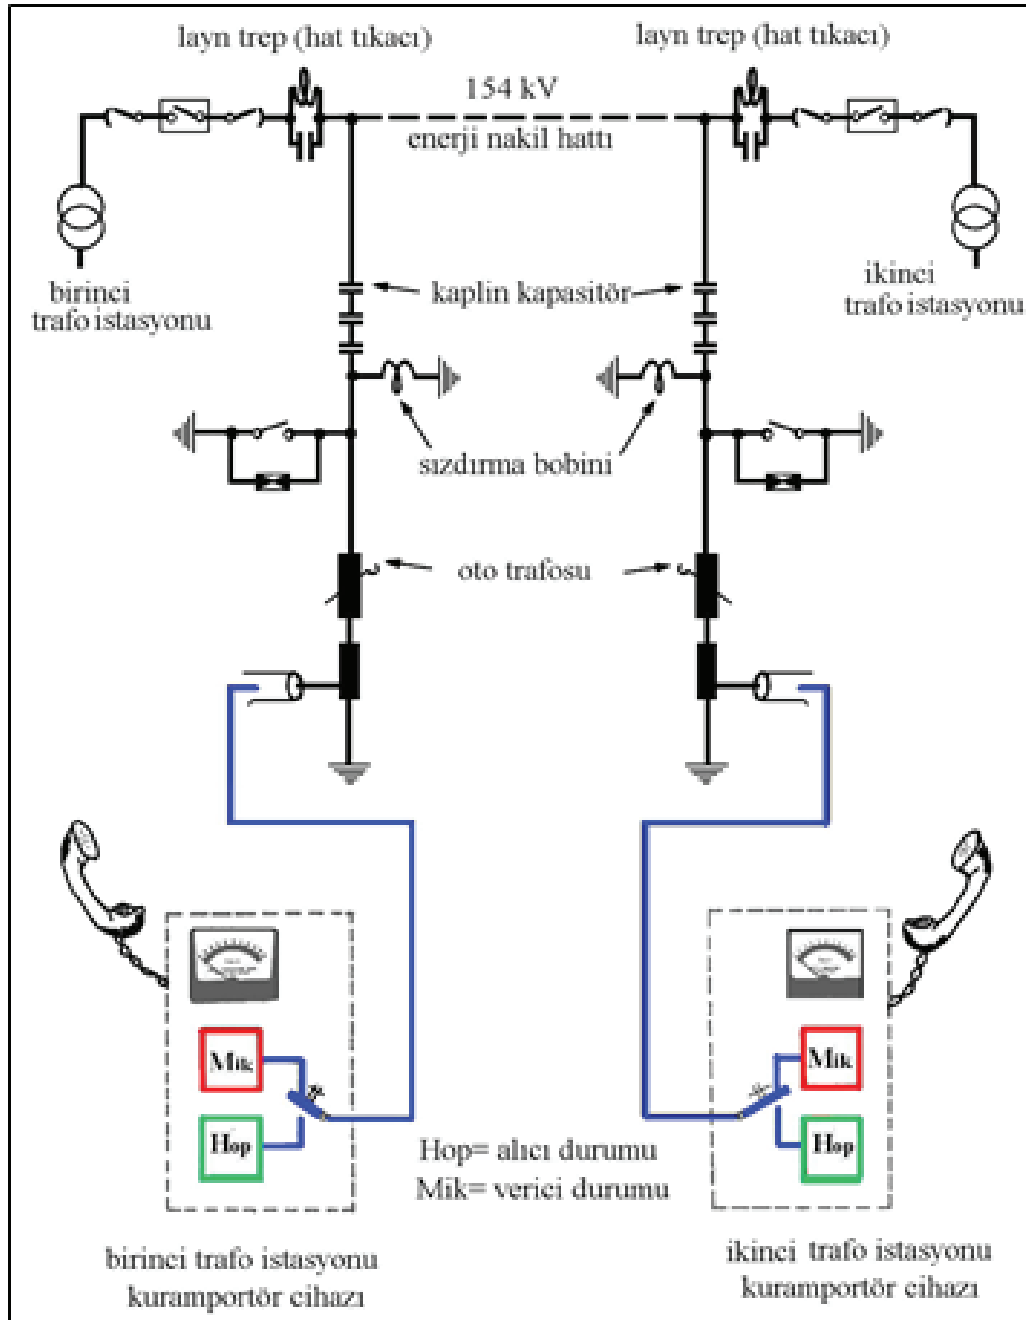 layn trep (hat tıkacı)
layn trep (hat tıkacı)
154 kV
enerji nakil hattı
birinci
trafo istasyonu
kaplin kapasitör
ikinci
trafo istasyonu
sızdırma bobini
oto trafosu
Mik
Hop
Mik
Hop
Hop= alıcı durumu
Mik= verici durumu
birinci trafo istasyonu
kuramportör cihazı
ikinci trafo istasyonu
kuramportör cihazı